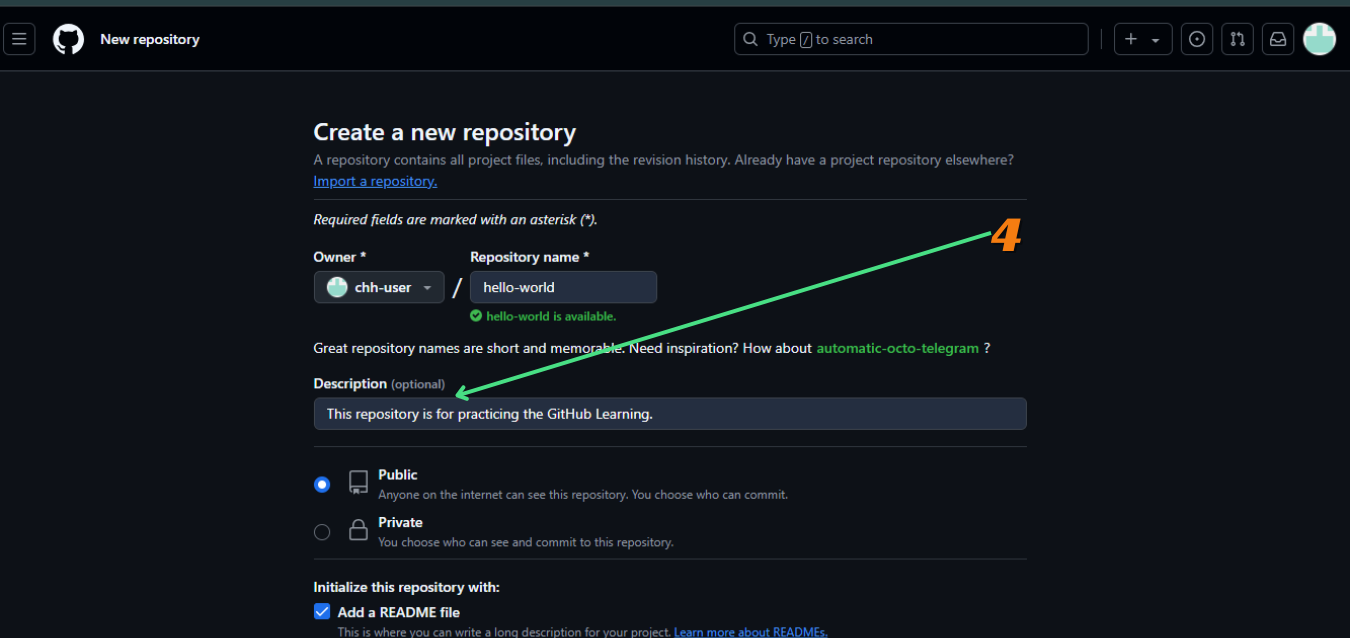 New repository
Type / to search
Create a new repository
A repository contains all project files, including the revision history. Already have a project repository elsewhere?
Import a repository.
Required fields are marked with an asterisk (*).
4
Owner * Repository name *
chh-user / hello-world
hello-world is available.
Great repository names are short and memorable. Need inspiration? How about automatic-octo-telegram ?
Description (optional)
This repository is for practicing the GitHub Learning.
Public
Anyone on the internet can see this repository. You choose who can commit.
Private
You choose who can see and commit to this repository.
Initialize this repository with:
Add a README file
This is where you can write a long description for your project. Learn more about READMEs.